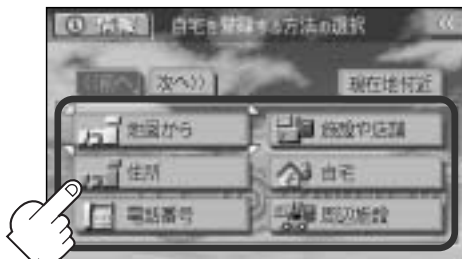 情報 自宅を登録する方法の選択
<<前へ 次へ>> 現在地付近
地図から 施設や店舗
住所 自宅
電話番号 周辺施設